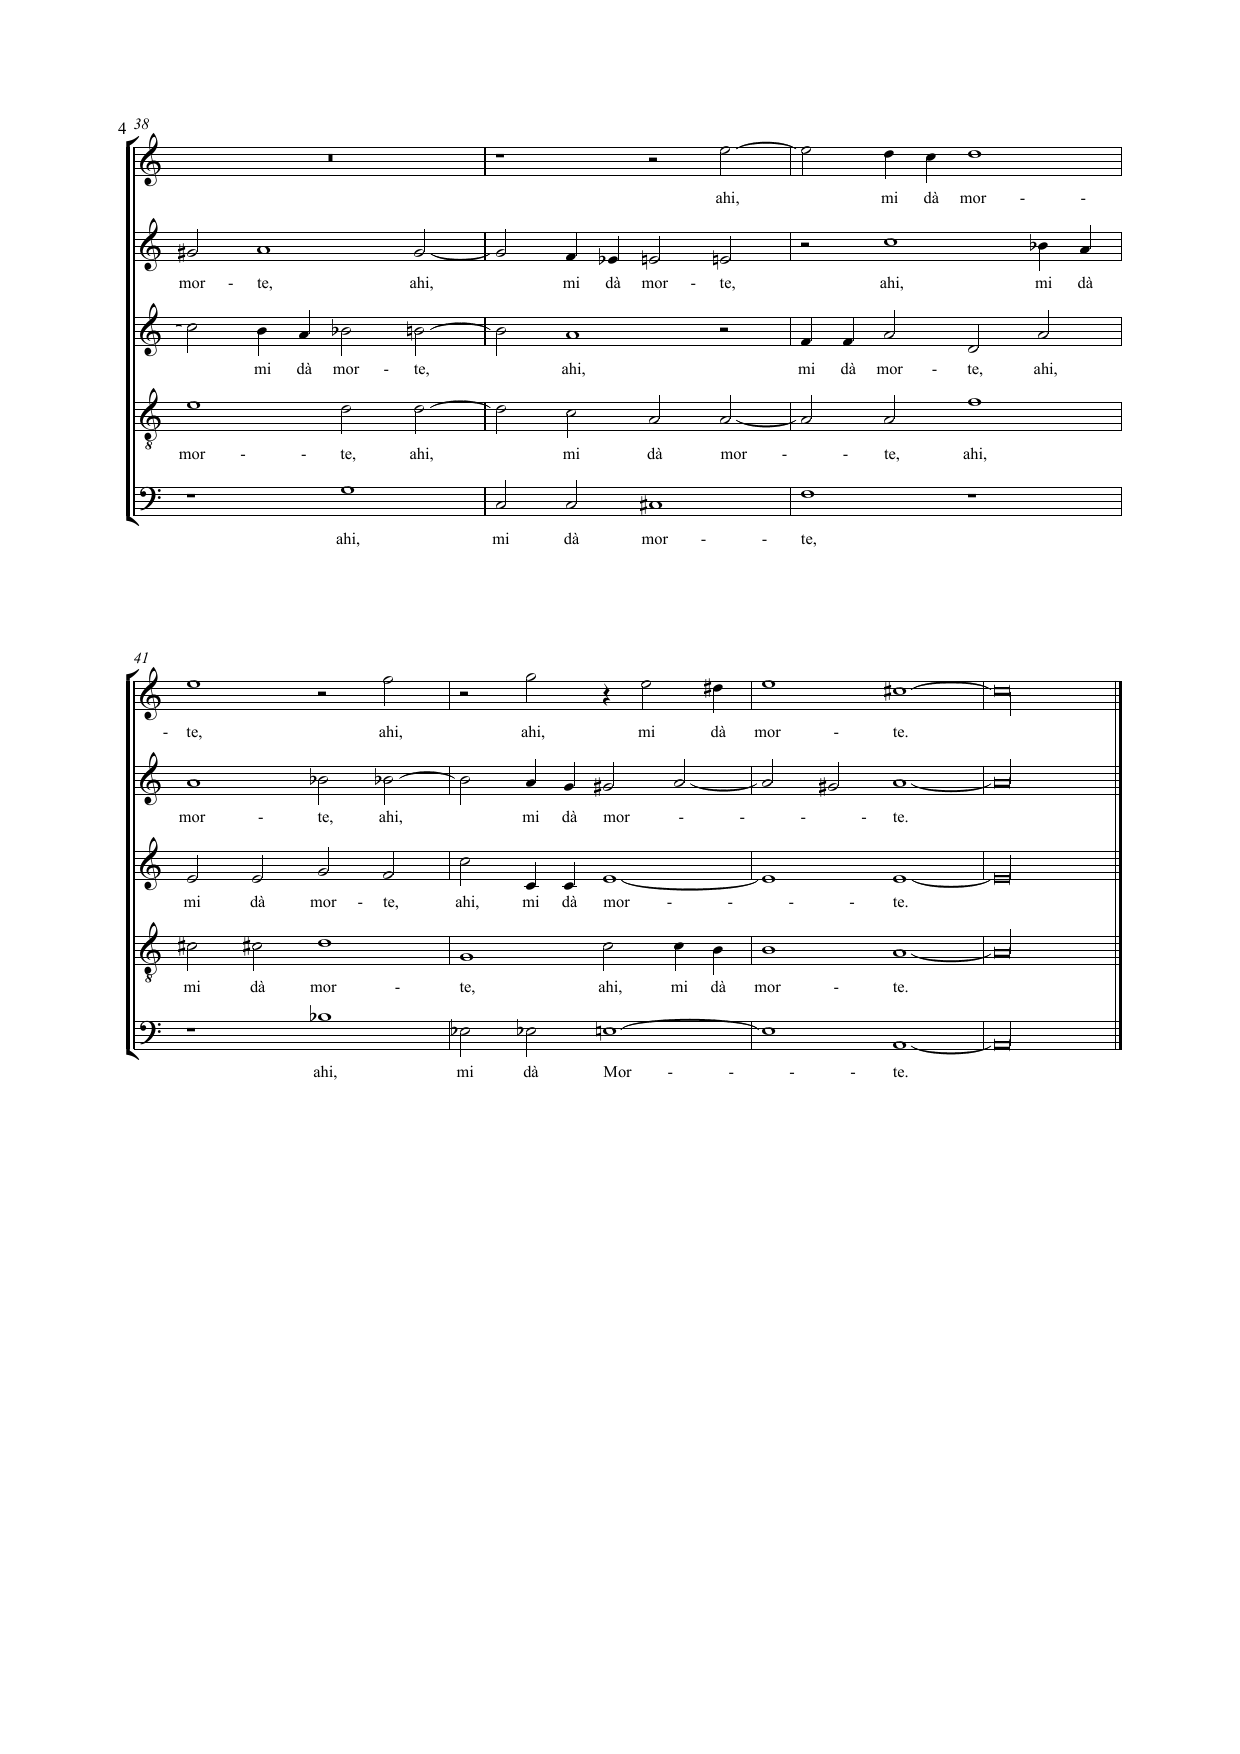 4 38
ahi, mi dà mor - -
mor - te, ahi, mi dà mor - te, ahi, mi dà
mi dà mor - te, ahi, mi dà mor - te, ahi,
mor - - te, ahi, mi dà mor - - te, ahi,
ahi, mi dà mor - - te,
41
- te, ahi, ahi, mi dà mor - te.
mor - te, ahi, mi dà mor - - - - te.
mi dà mor - te, ahi, mi dà mor - - - - te.
mi dà mor - te, ahi, mi dà mor - te.
ahi, mi dà Mor - - - - te.